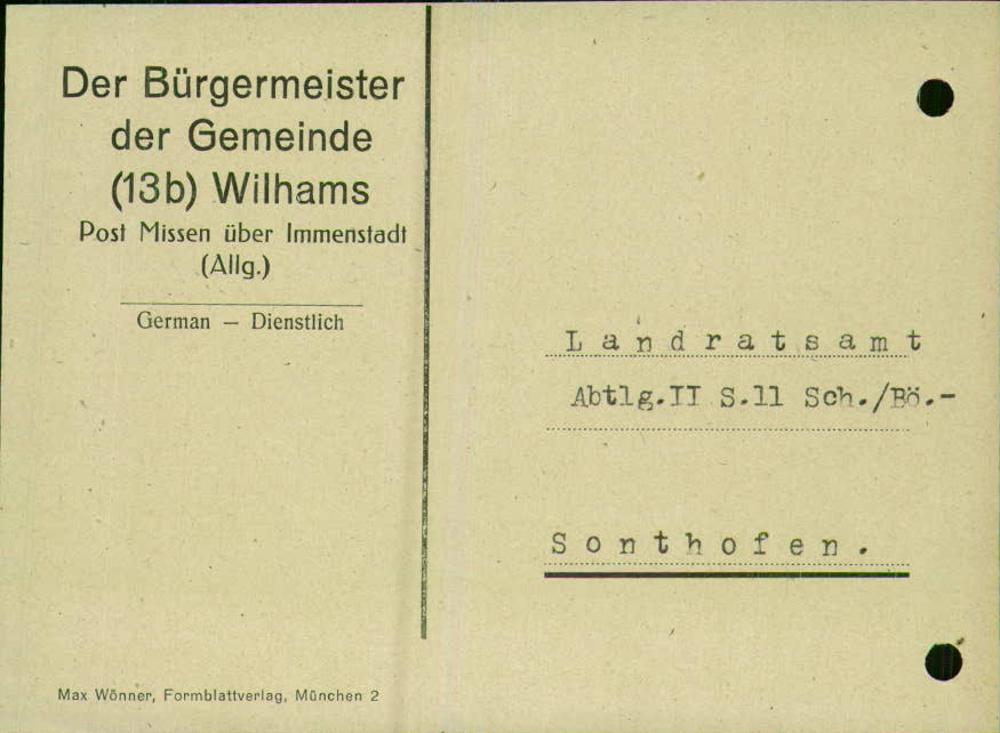 Der Bürgermeister
der Gemeinde
(13b) Wilhams
Post Missen über Immenstadt
(Allg.)
German — Dienstlich
Landratsamt
Abtlg.II S.11 Sch./Bö.-
Sonthofen.
Max Wönner, Formblattverlag, München 2